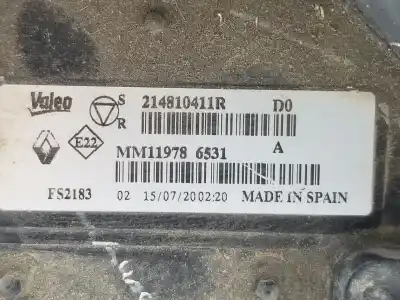 Valeo S R 214810411R D0
E22 MM11978 6531 A
FS2183 02 15/07/2002:20 MADE IN SPAIN